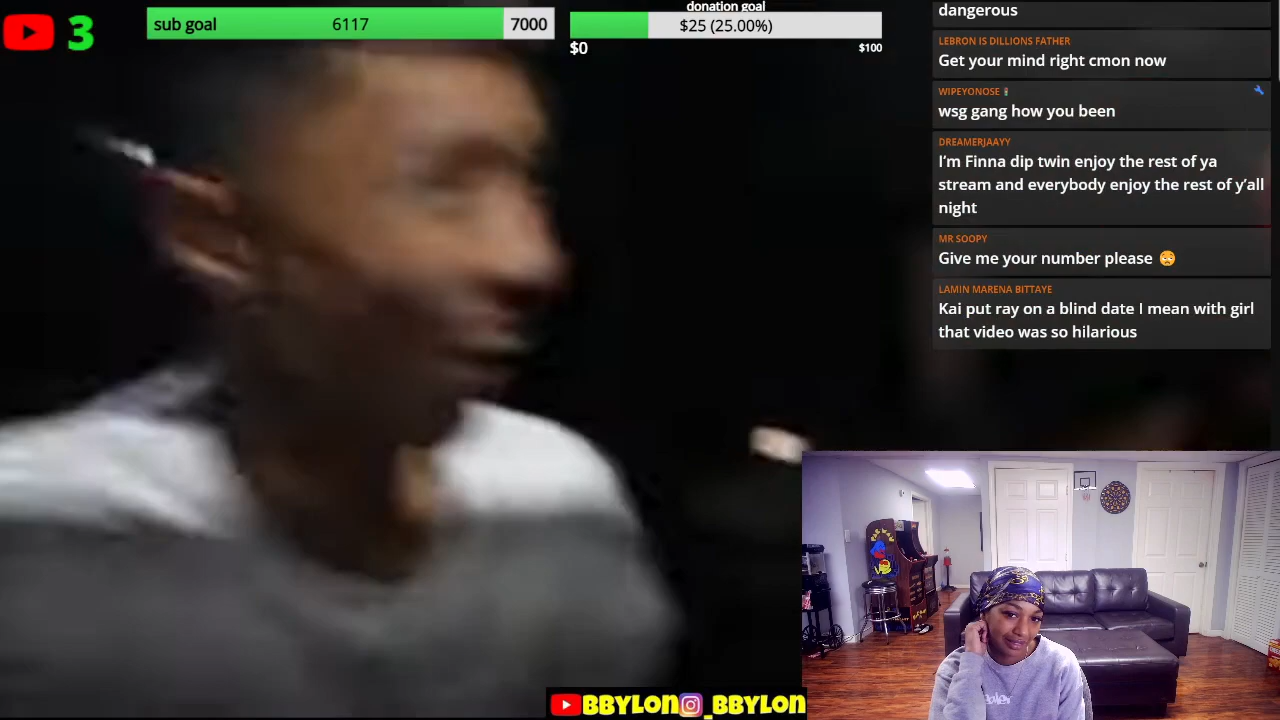 3
sub goal 6117 7000
donation goal
$25 (25.00%)
$0 $100
dangerous
LEBRON IS DILLIONS FATHER
Get your mind right cmon now
WIPEYONOSE
wsg gang how you been
DREAMERJAAYY
I'm Finna dip twin enjoy the rest of ya
stream and everybody enjoy the rest of y'all
night
MR SOOPY
Give me your number please 😳
LAMIN MARENA BITTAYE
Kai put ray on a blind date I mean with girl
that video was so hilarious
BBYLON _BBYLON